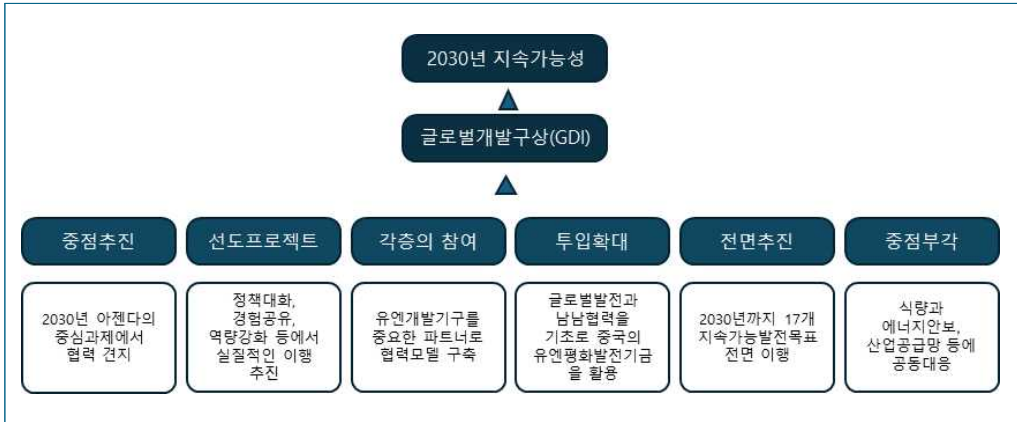 2030년 지속가능성
글로벌개발구상(GDI)
중점추진
선도프로젝트
각층의 참여
투입확대
전면추진
중점부각
2030년 아젠다의
중심과제에서
협력 견지
정책대화,
경험공유,
역량강화 등에서
실질적인 이행
추진
유엔개발기구를
중요한 파트너로
협력모델 구축
글로벌발전과
남남협력을
기초로 중국의
유엔평화발전기금
을 활용
2030년까지 17개
지속가능발전목표
전면 이행
식량과
에너지안보,
산업공급망 등에
공동대응